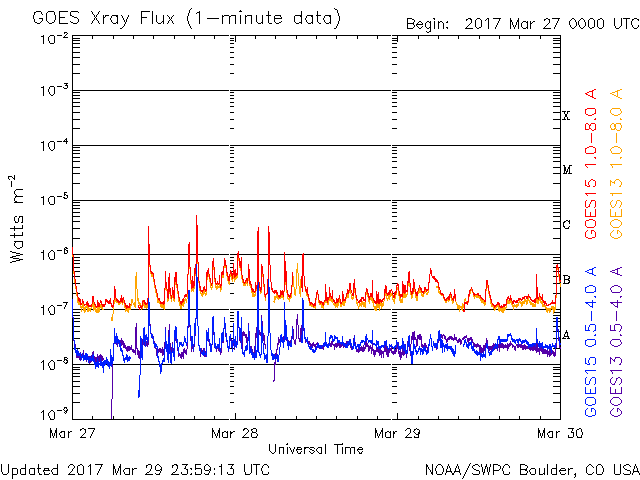 GOES Xray Flux (1-minute data)
Begin: 2017 Mar 27 0000 UTC
10-2
10-3
10-4
10-5
10-6
10-7
10-8
10-9
Watts m-2
X
M
C
B
A
GOES15 1.0-8.0 A
GOES13 1.0-8.0 A
GOES15 0.5-4.0 A
GOES13 0.5-4.0 A
Mar 27
Mar 28
Mar 29
Mar 30
Universal Time
Updated 2017 Mar 29 23:59:13 UTC
NOAA/SWPC Boulder, CO USA